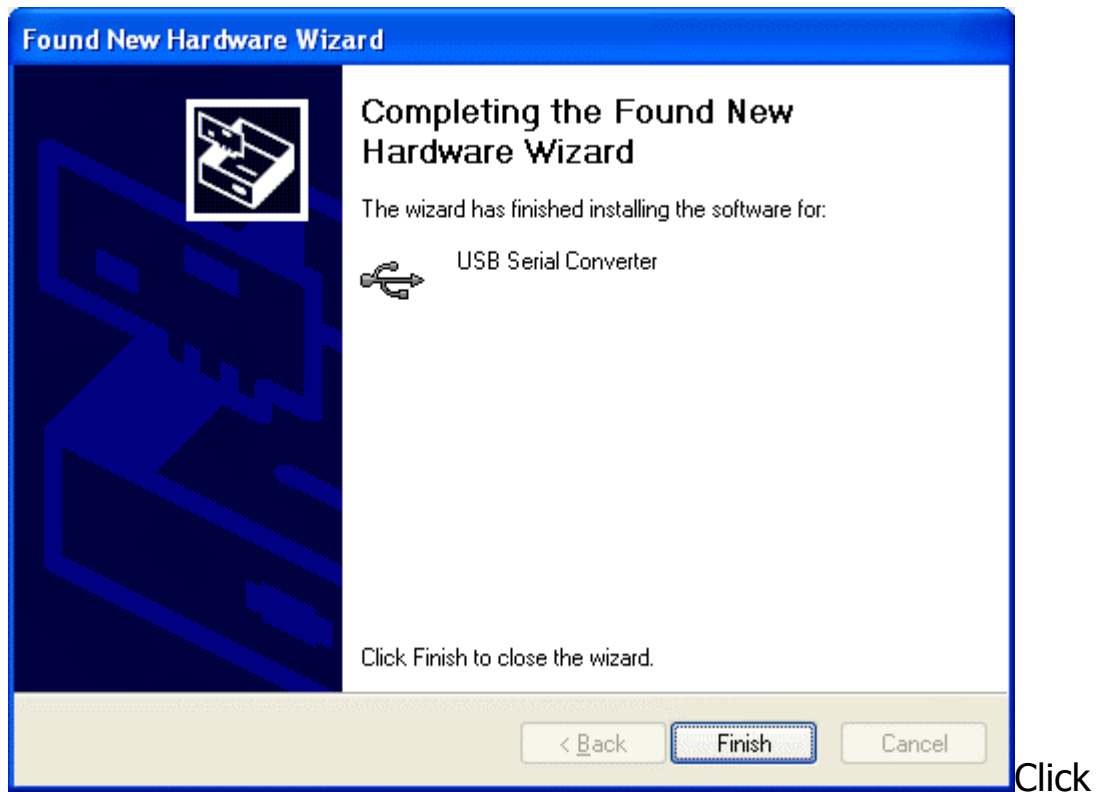 Found New Hardware Wizard
Completing the Found New
Hardware Wizard
The wizard has finished installing the software for:
USB Serial Converter
Click Finish to close the wizard.
< Back Finish Cancel
Click